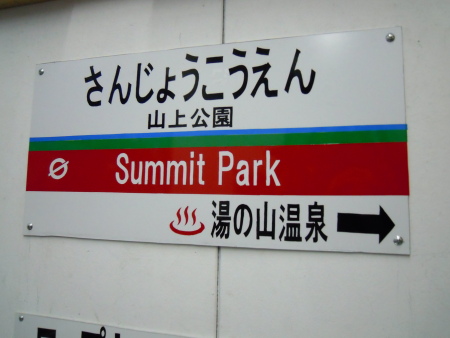 さんじょうこうえん
山上公園
Summit Park
♨湯の山温泉 →